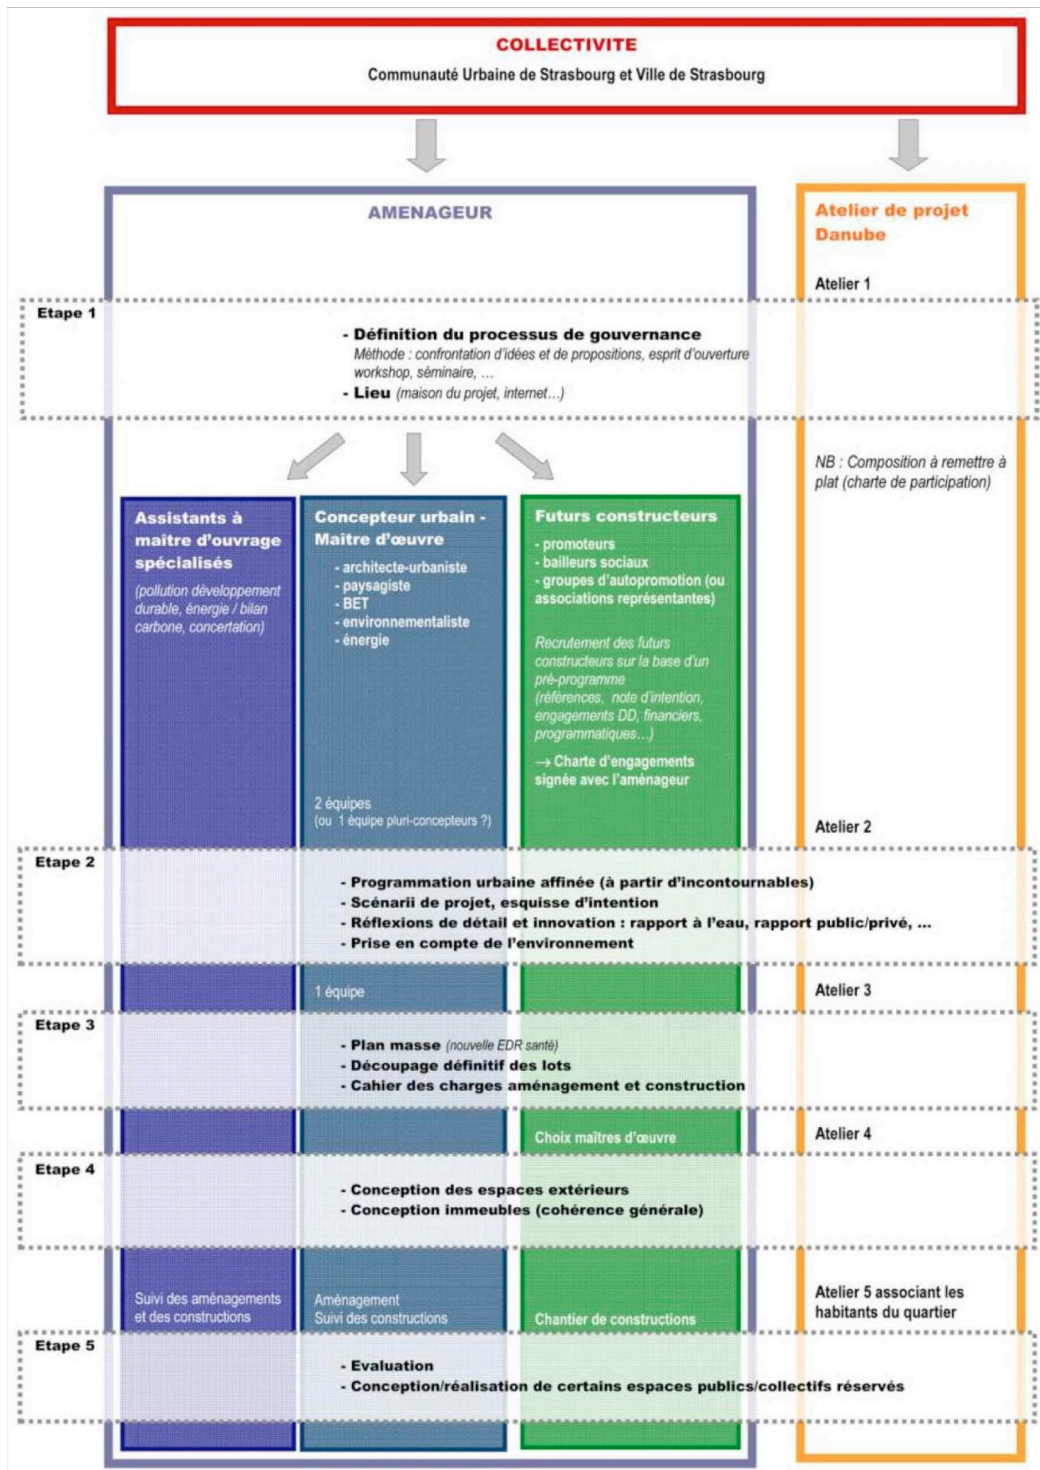 COLLECTIVITE
Communauté Urbaine de Strasbourg et Ville de Strasbourg
AMENAGEUR
Atelier de projet
Danube
Atelier 1
Etape 1
- Définition du processus de gouvernance
Méthode : confrontation d'idées et de propositions, esprit d'ouverture
workshop, séminaire, …
- Lieu (maison du projet, internet…)
NB : Composition à remettre à
plat (charte de participation)
Assistants à
maître d'ouvrage
spécialisés
(pollution développement
durable, énergie / bilan
carbone, concertation)
Concepteur urbain -
Maître d'œuvre
- architecte-urbaniste
- paysagiste
- BET
- environnementaliste
- énergie
2 équipes
(ou 1 équipe pluri-concepteurs ?)
Futurs constructeurs
- promoteurs
- bailleurs sociaux
- groupes d'autopromotion (ou
associations représentantes)
Recrutement des futurs
constructeurs sur la base d'un
pré-programme
(références, note d'intention,
engagements DD, financiers,
programmatiques…)
→ Charte d'engagements
signée avec l'aménageur
Atelier 2
Etape 2
- Programmation urbaine affinée (à partir d'incontournables)
- Scénarii de projet, esquisse d'intention
- Réflexions de détail et innovation : rapport à l'eau, rapport public/privé, …
- Prise en compte de l'environnement
1 équipe
Atelier 3
Etape 3
- Plan masse (nouvelle EDR santé)
- Découpage définitif des lots
- Cahier des charges aménagement et construction
Choix maîtres d'œuvre
Atelier 4
Etape 4
- Conception des espaces extérieurs
- Conception immeubles (cohérence générale)
Suivi des aménagements
et des constructions
Aménagement
Suivi des constructions
Chantier de constructions
Atelier 5 associant les
habitants du quartier
Etape 5
- Evaluation
- Conception/réalisation de certains espaces publics/collectifs réservés